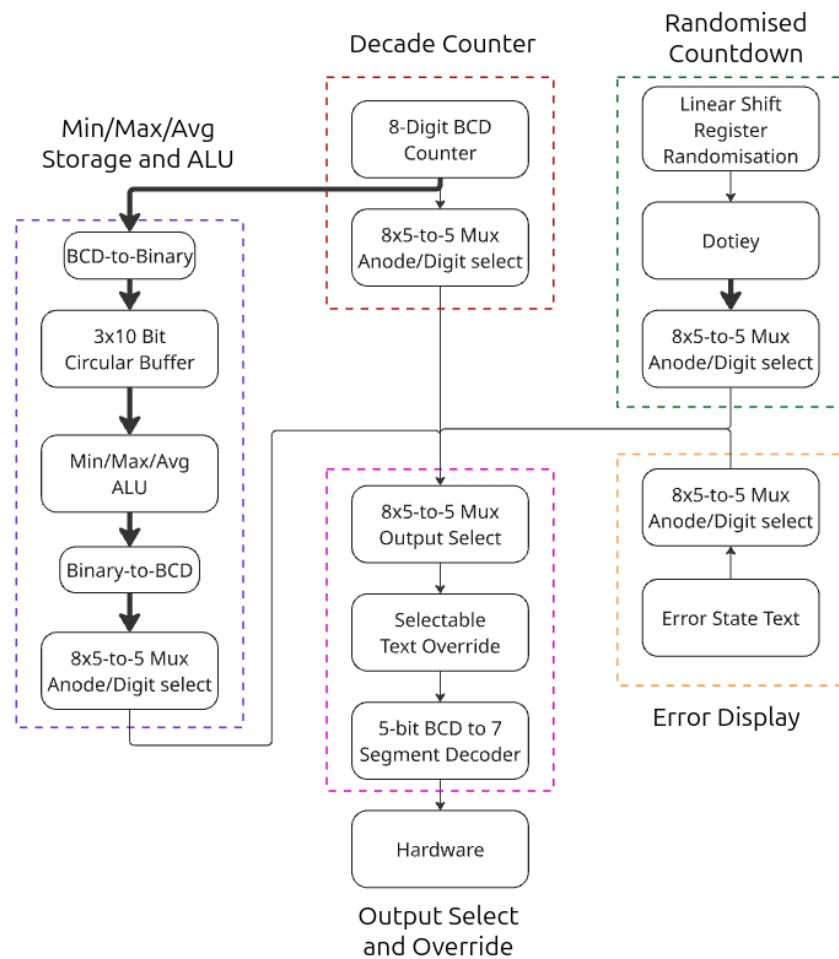 Decade Counter
Randomised
Countdown
Min/Max/Avg
Storage and ALU
8-Digit BCD
Counter
8x5-to-5 Mux
Anode/Digit select
Linear Shift
Register
Randomisation
Dotiey
8x5-to-5 Mux
Anode/Digit select
BCD-to-Binary
3x10 Bit
Circular Buffer
Min/Max/Avg
ALU
Binary-to-BCD
8x5-to-5 Mux
Anode/Digit select
8x5-to-5 Mux
Output Select
Selectable
Text Override
5-bit BCD to 7
Segment Decoder
Hardware
Output Select
and Override
8x5-to-5 Mux
Anode/Digit select
Error State Text
Error Display